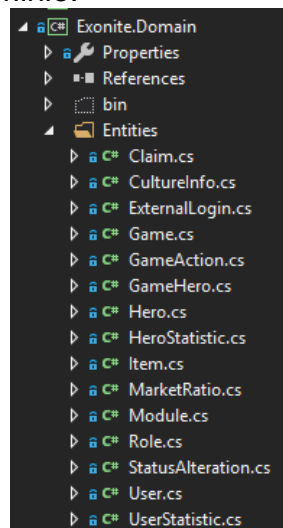 C# Exonite.Domain
Properties
References
bin
Entities
C# Claim.cs
C# CultureInfo.cs
C# ExternalLogin.cs
C# Game.cs
C# GameAction.cs
C# GameHero.cs
C# Hero.cs
C# HeroStatistic.cs
C# Item.cs
C# MarketRatio.cs
C# Module.cs
C# Role.cs
C# StatusAlteration.cs
C# User.cs
C# UserStatistic.cs